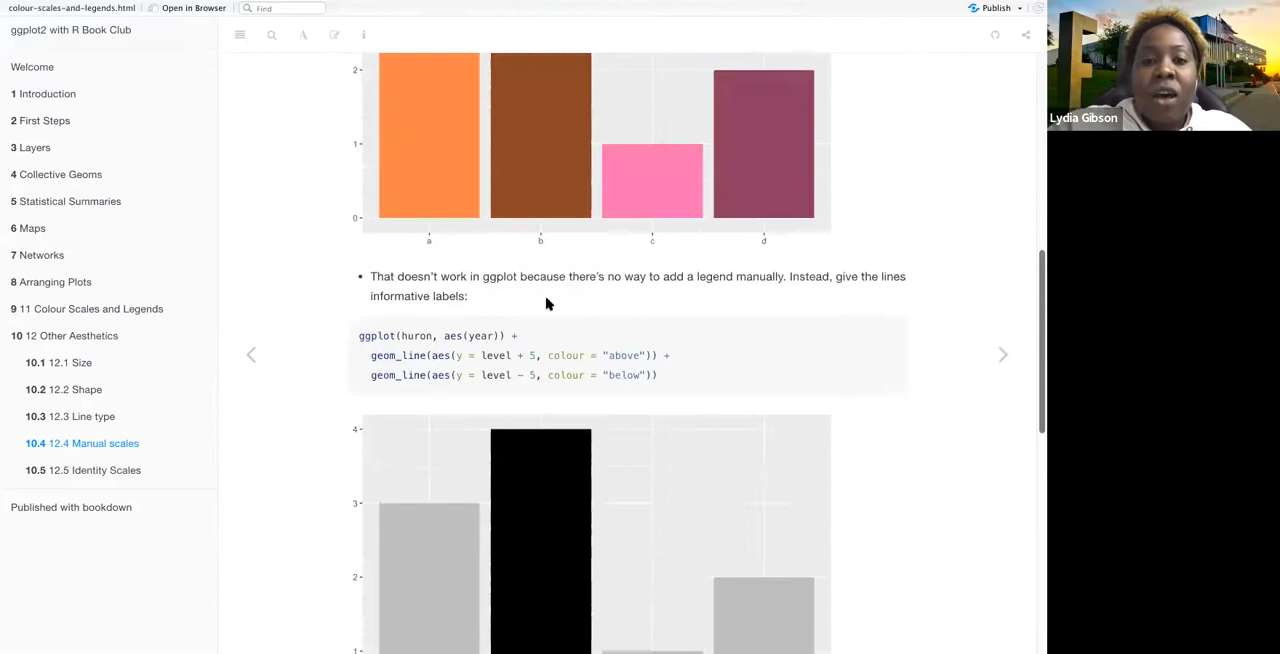 colour-scales-and-legends.html
Open in Browser
Find
Publish
ggplot2 with R Book Club
Welcome
1 Introduction
2 First Steps
3 Layers
4 Collective Geoms
5 Statistical Summaries
6 Maps
7 Networks
8 Arranging Plots
9 11 Colour Scales and Legends
10 12 Other Aesthetics
10.1 12.1 Size
10.2 12.2 Shape
10.3 12.3 Line type
10.4 12.4 Manual scales
10.5 12.5 Identity Scales
Published with bookdown
2
1
0
a b c d
• That doesn't work in ggplot because there's no way to add a legend manually. Instead, give the lines
informative labels:
ggplot(huron, aes(year)) +
geom_line(aes(y = level + 5, colour = "above")) +
geom_line(aes(y = level - 5, colour = "below"))
4
3
2
1
Lydia Gibson